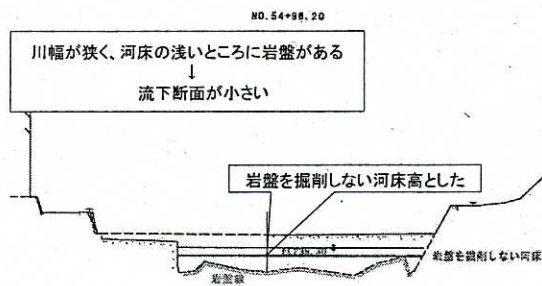 NO.54+98.20
川幅が狭く、河床の浅いところに岩盤がある
↓
流下断面が小さい
岩盤を掘削しない河床高とした
岩盤を掘削しない河床
岩盤線